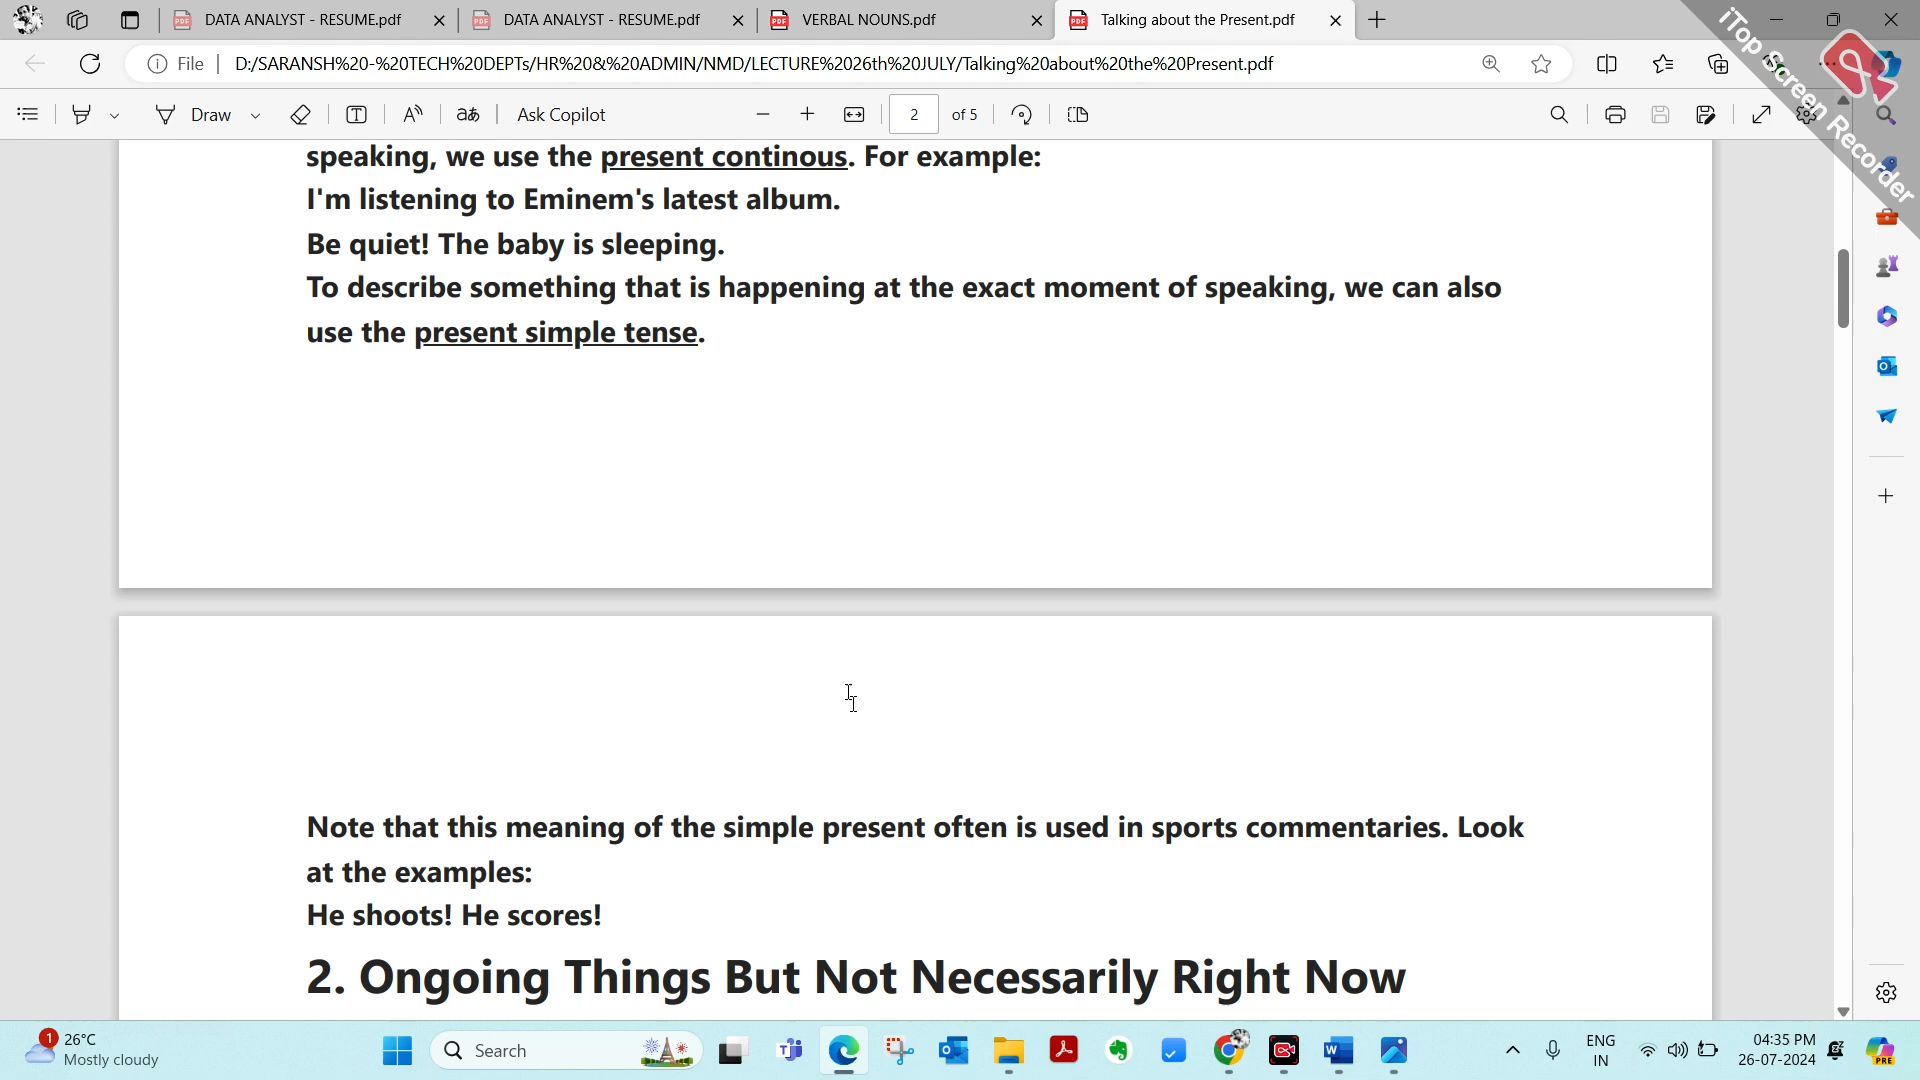 DATA ANALYST - RESUME.pdf
DATA ANALYST - RESUME.pdf
VERBAL NOUNS.pdf
Talking about the Present.pdf
File
D:/SARANSH%20-%20TECH%20DEPTs/HR%20&%20ADMIN/NMD/LECTURE%2026th%20JULY/Talking%20about%20the%20Present.pdf
iTop Screen Recorder
Draw
Ask Copilot
2 of 5
speaking, we use the present continous. For example:
I'm listening to Eminem's latest album.
Be quiet! The baby is sleeping.
To describe something that is happening at the exact moment of speaking, we can also
use the present simple tense.
Note that this meaning of the simple present often is used in sports commentaries. Look
at the examples:
He shoots! He scores!
2. Ongoing Things But Not Necessarily Right Now
1
26°C
Mostly cloudy
Search
ENG
IN
04:35 PM
26-07-2024
PRE